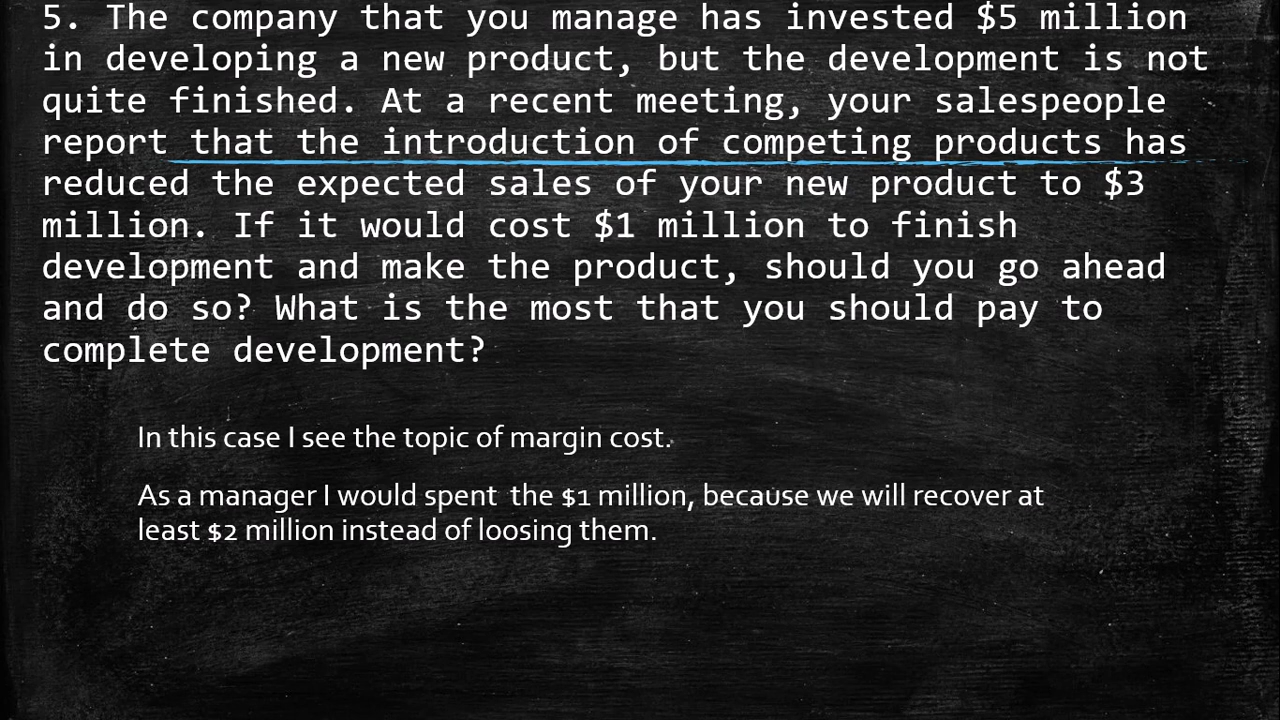 5. The company that you manage has invested $5 million
in developing a new product, but the development is not
quite finished. At a recent meeting, your salespeople
report that the introduction of competing products has
reduced the expected sales of your new product to $3
million. If it would cost $1 million to finish
development and make the product, should you go ahead
and do so? What is the most that you should pay to
complete development?
In this case I see the topic of margin cost.
As a manager I would spent  the $1 million, because we will recover at
least $2 million instead of loosing them.